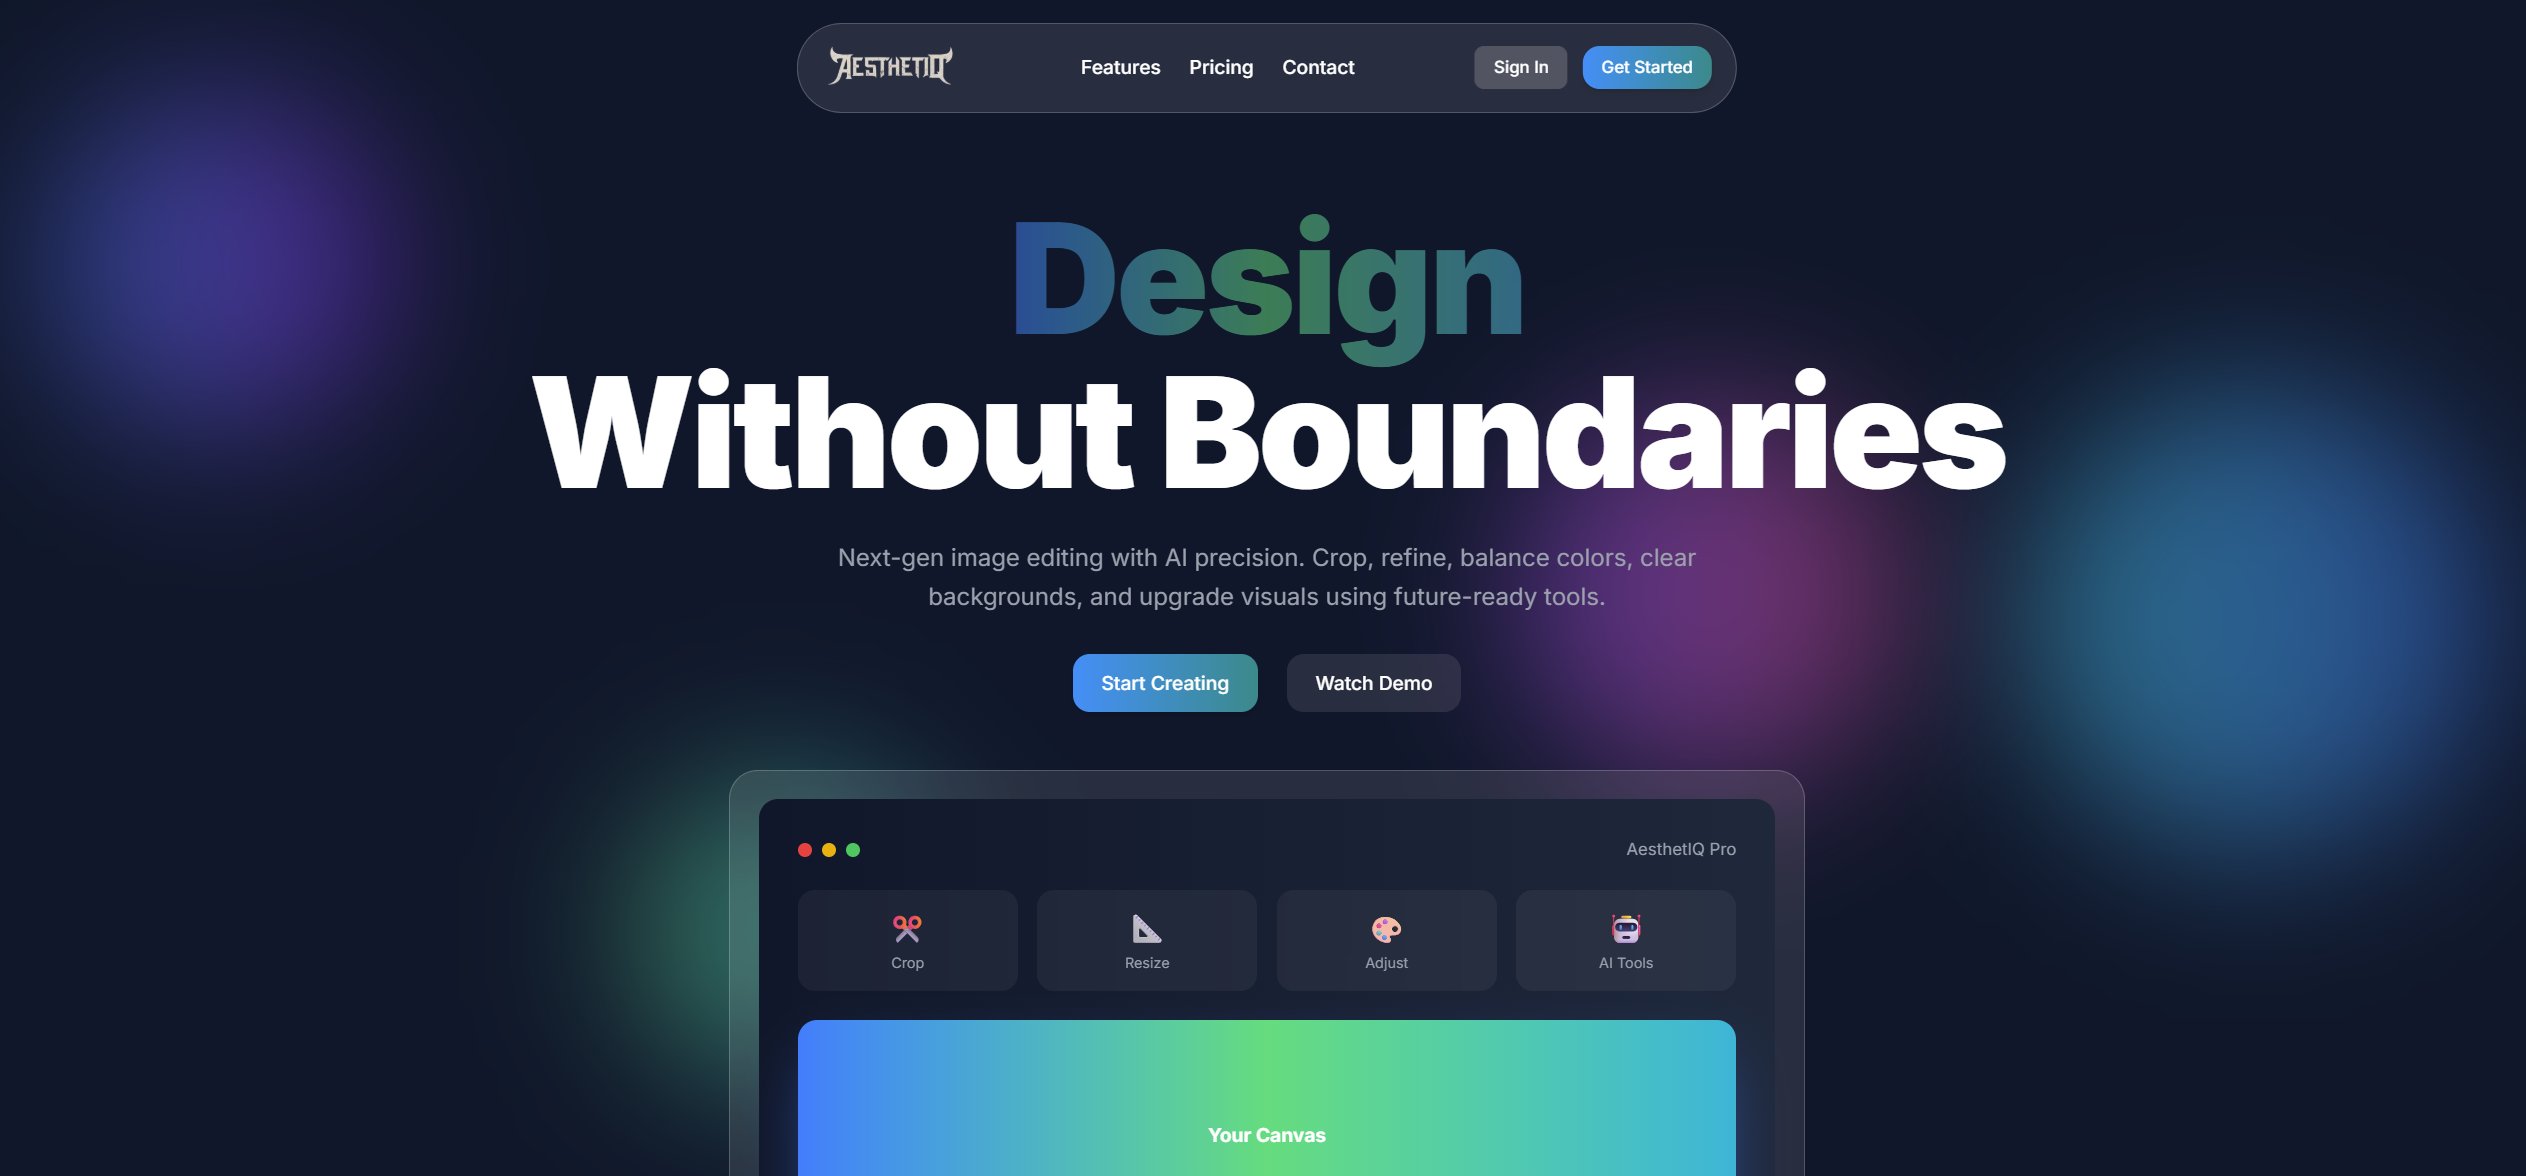 AESTHETIQ
Features Pricing Contact
Sign In
Get Started
Design
Without Boundaries
Next-gen image editing with AI precision. Crop, refine, balance colors, clear
backgrounds, and upgrade visuals using future-ready tools.
Start Creating
Watch Demo
AesthetIQ Pro
Crop
Resize
Adjust
AI Tools
Your Canvas